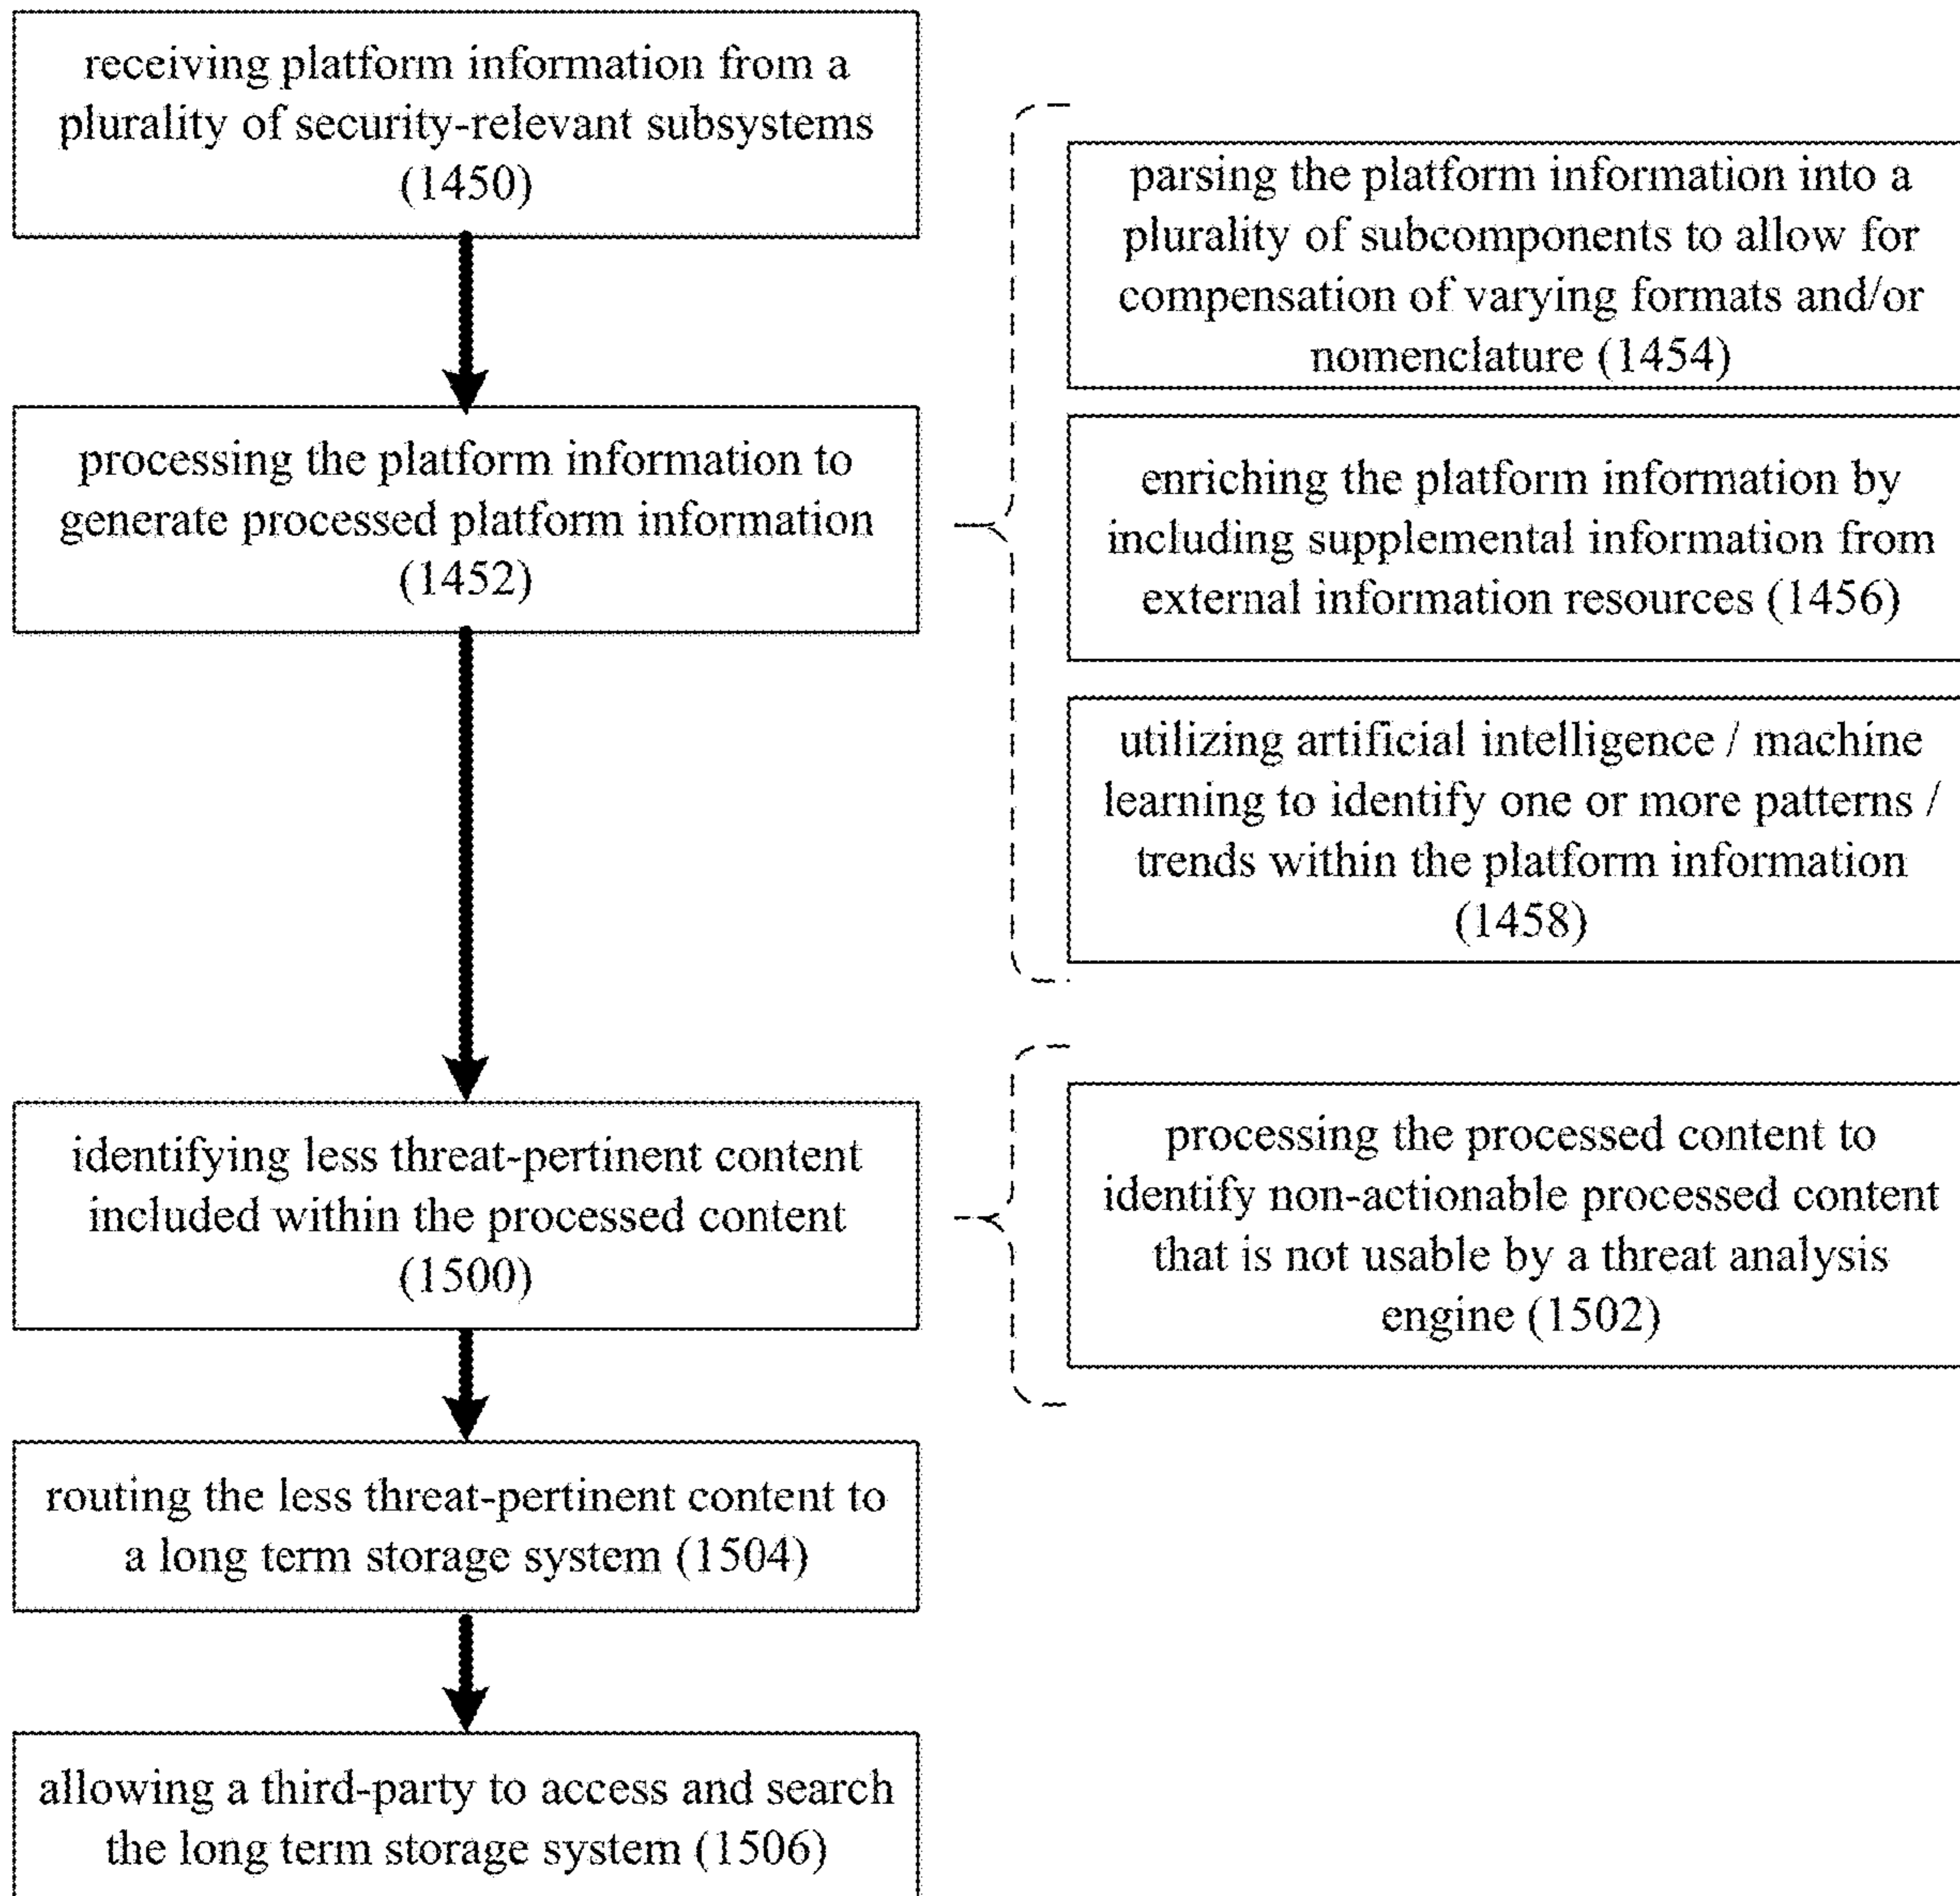 receiving platform information from a
plurality of security-relevant subsystems
(1450)
processing the platform information to
generate processed platform information
(1452)
parsing the platform information into a
plurality of subcomponents to allow for
compensation of varying formats and/or
nomenclature (1454)
enriching the platform information by
including supplemental information from
external information resources (1456)
utilizing artificial intelligence / machine
learning to identify one or more patterns /
trends within the platform information
(1458)
identifying less threat-pertinent content
included within the processed content
(1500)
processing the processed content to
identify non-actionable processed content
that is not usable by a threat analysis
engine (1502)
routing the less threat-pertinent content to
a long term storage system (1504)
allowing a third-party to access and search
the long term storage system (1506)